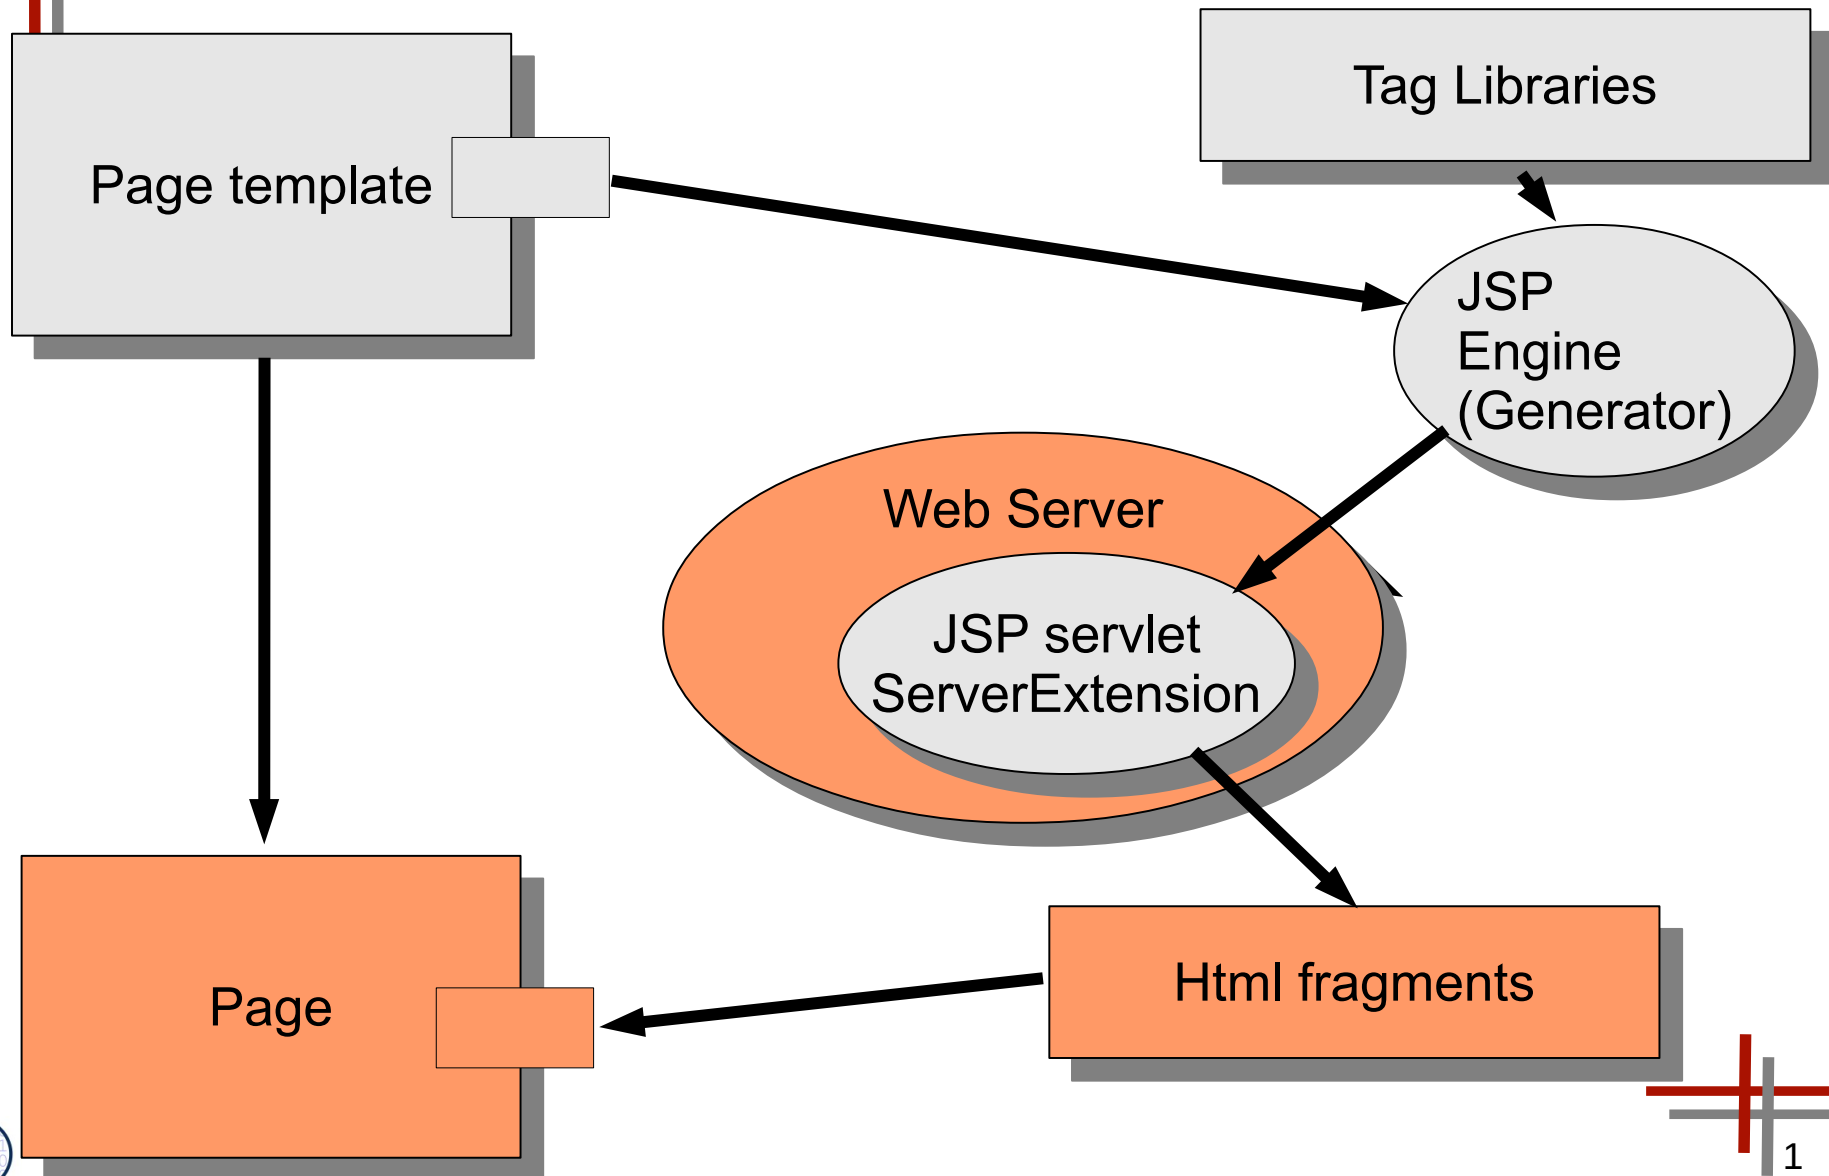 Tag Libraries
Page template
JSP
Engine
(Generator)
Web Server
JSP servlet
ServerExtension
Html fragments
Page
1